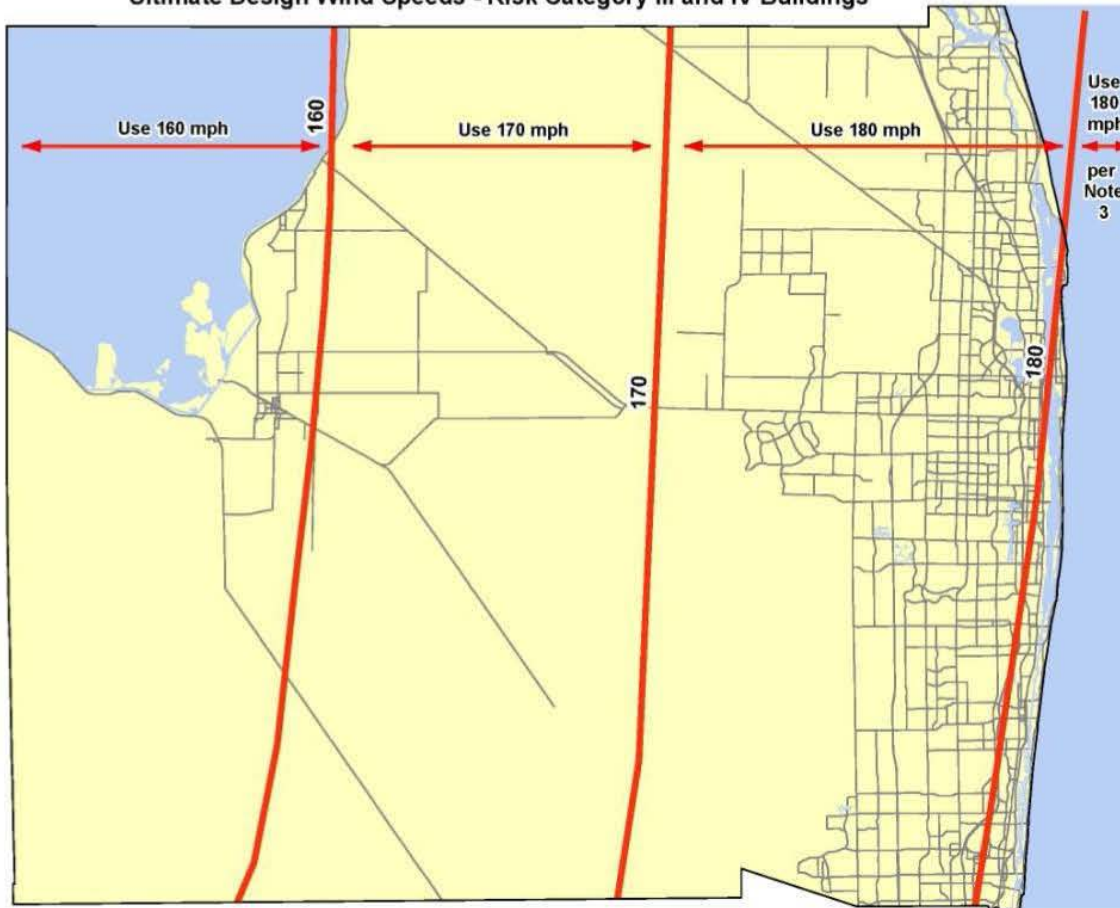 Ultimate Design Wind Speeds - Risk Category III and IV Buildings
Use 160 mph
160
Use 170 mph
170
Use 180 mph
180
Use
180
mph
per
Note
3